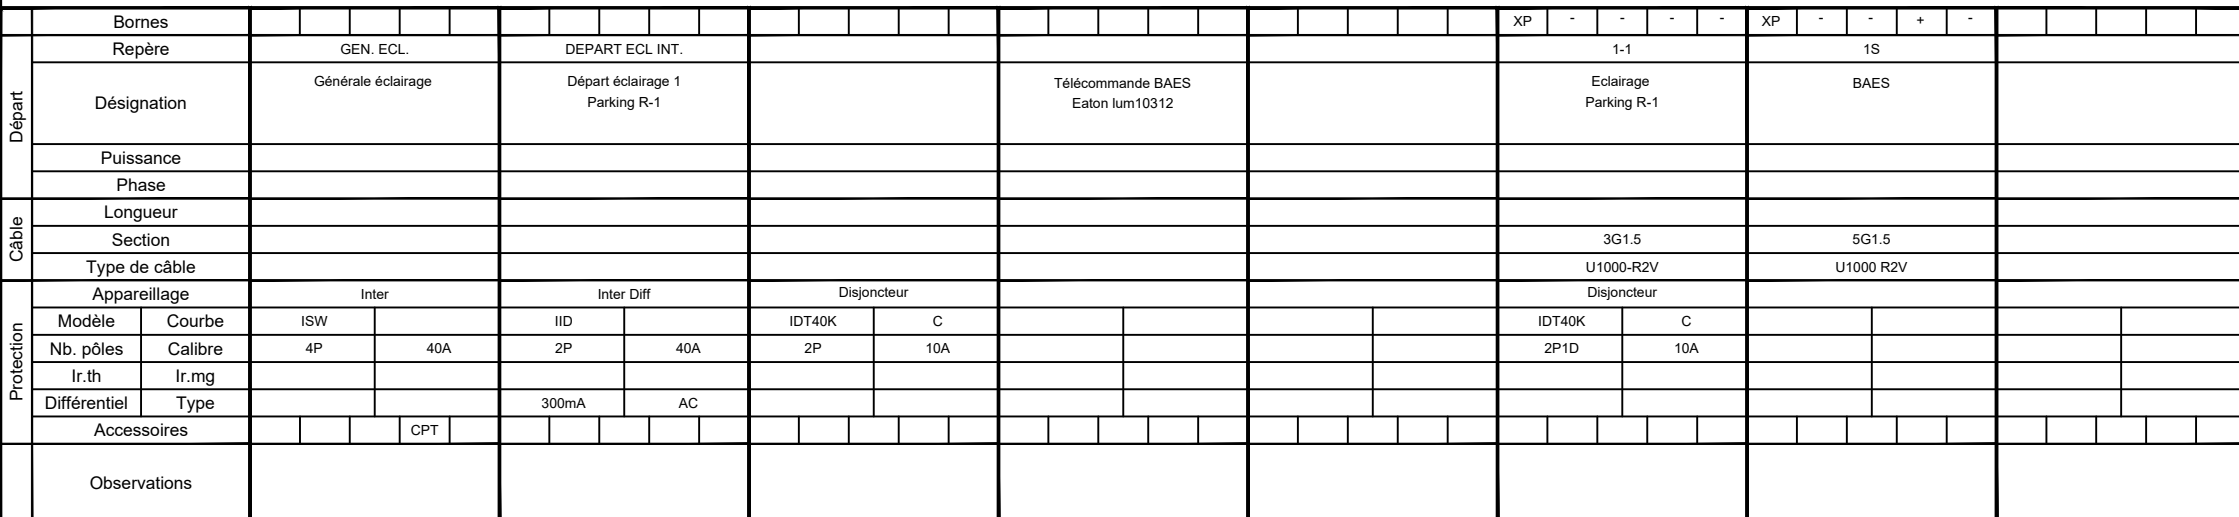 Bornes XP - - - - XP - - + -
Départ
Repère GEN. ECL. DEPART ECL INT. 1-1 1S
Désignation Générale éclairage Départ éclairage 1 Télécommande BAES Eclairage BAES
Parking R-1 Eaton lum10312 Parking R-1
Puissance
Phase
Câble
Longueur
Section 3G1.5 5G1.5
Type de câble U1000-R2V U1000 R2V
Protection
Appareillage Inter Inter Diff Disjoncteur Disjoncteur
Modèle Courbe ISW IID IDT40K C IDT40K C
Nb. pôles Calibre 4P 40A 2P 40A 2P 10A 2P1D 10A
Ir.th Ir.mg
Différentiel Type 300mA AC
Accessoires CPT
Observations